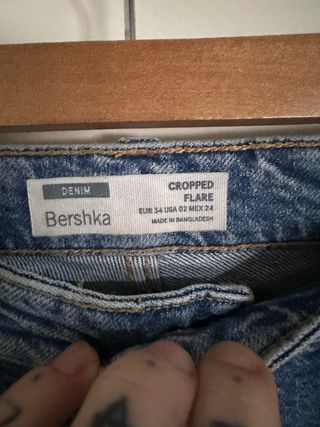 DENIM
Bershka
CROPPED
FLARE
EUR 34 USA 02 MEX 24
MADE IN BANGLADESH